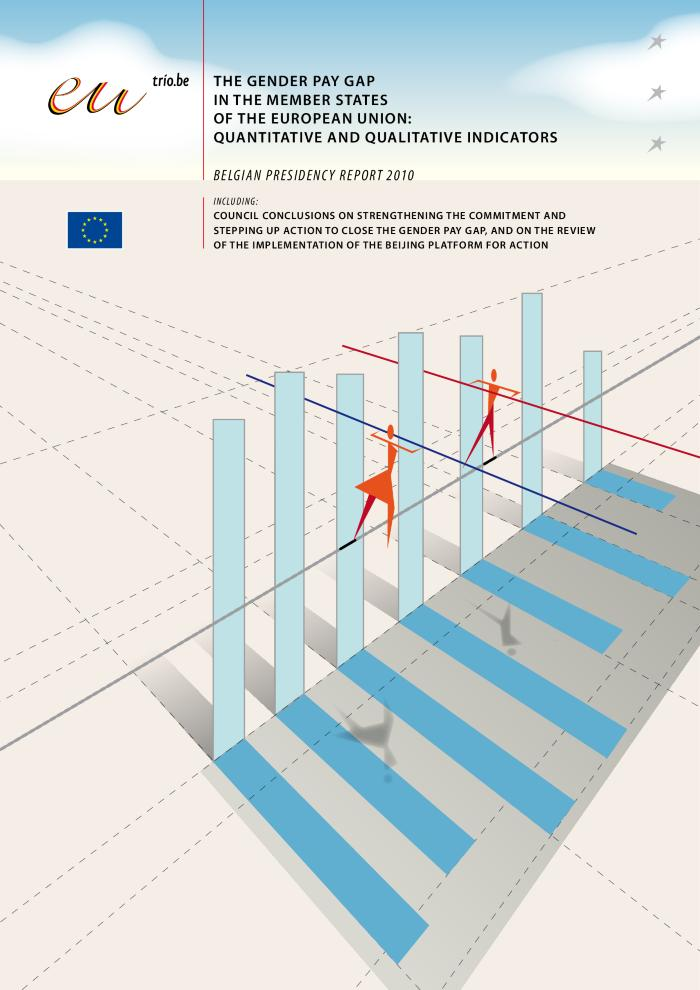 eu trio.be
THE GENDER PAY GAP
IN THE MEMBER STATES
OF THE EUROPEAN UNION:
QUANTITATIVE AND QUALITATIVE INDICATORS
BELGIAN PRESIDENCY REPORT 2010
INCLUDING:
COUNCIL CONCLUSIONS ON STRENGTHENING THE COMMITMENT AND
STEPPING UP ACTION TO CLOSE THE GENDER PAY GAP, AND ON THE REVIEW
OF THE IMPLEMENTATION OF THE BEIJING PLATFORM FOR ACTION